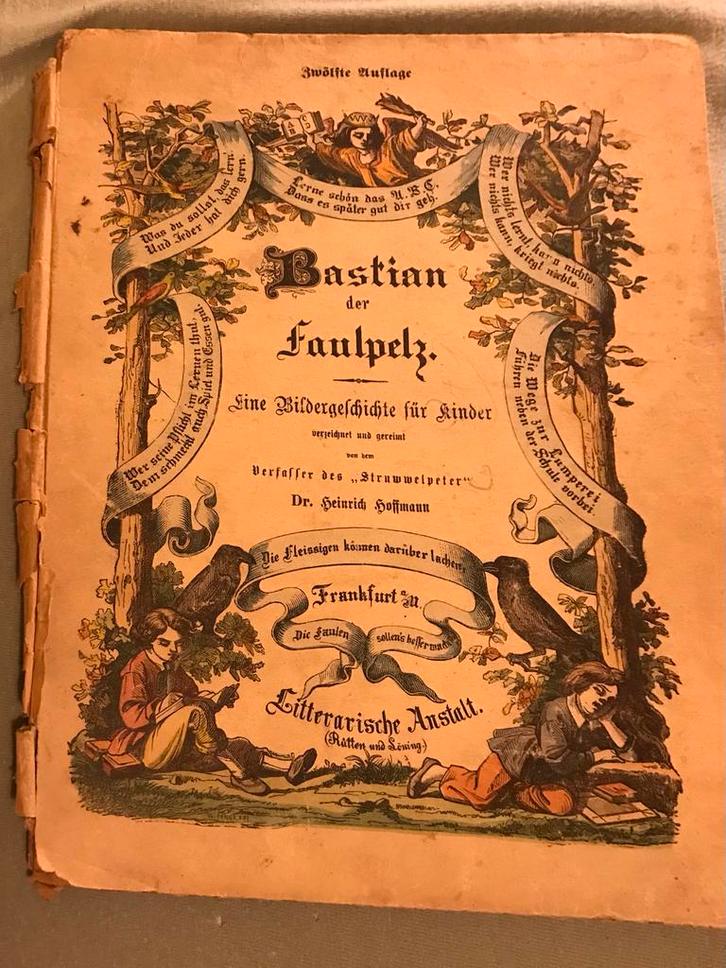 Zwölfte Auflage
Lerne schön das A. B. C.
Dass es später gut dir geh.
Was du sollst, das lern.
Und Jeder hat dich gern.
Wer nichts lernt, kann nichts,
Wer nichts kann, kriegt nichts.
Bastian
der
Faulpelz.
Wer seine Pflicht im Lernen thut,
Dem schmeckt auch Spiel und Essen gut.
Die Wege zur Lumperei
Führen neben der Schule vorbei.
Eine Bildergeschichte für Kinder
verzeichnet und gereimt
von dem
Verfasser des „Struwwelpeter"
Dr. Heinrich Hoffmann
Die Fleissigen können darüber lachen,
Frankfurt a/M.
Die Faulen sollen's besser mach
Litterarische Anstalt.
(Rütten und Löning.)